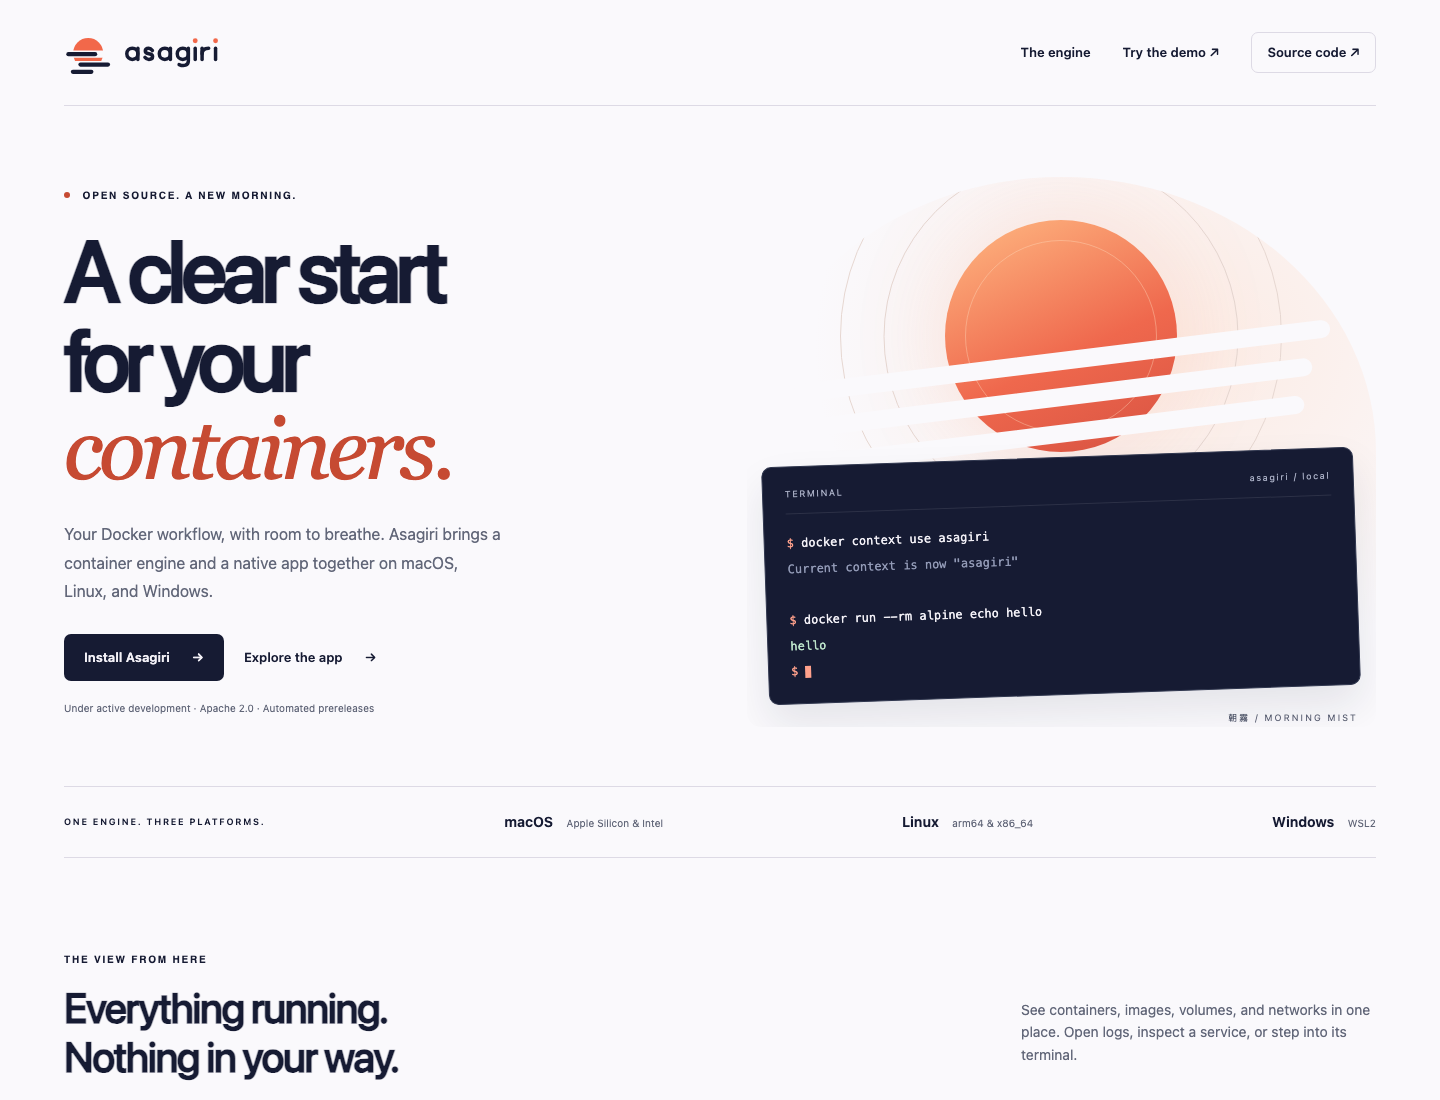 asagiri
The engine
Try the demo ↗
Source code ↗
OPEN SOURCE. A NEW MORNING.
A clear start
for your
containers.
Your Docker workflow, with room to breathe. Asagiri brings a
container engine and a native app together on macOS,
Linux, and Windows.
Install Asagiri →
Explore the app →
Under active development · Apache 2.0 · Automated prereleases
TERMINAL
asagiri / local
$ docker context use asagiri
Current context is now "asagiri"
$ docker run --rm alpine echo hello
hello
$
朝霧 / MORNING MIST
ONE ENGINE. THREE PLATFORMS.
macOS Apple Silicon & Intel
Linux arm64 & x86_64
Windows WSL2
THE VIEW FROM HERE
Everything running.
Nothing in your way.
See containers, images, volumes, and networks in one
place. Open logs, inspect a service, or step into its
terminal.